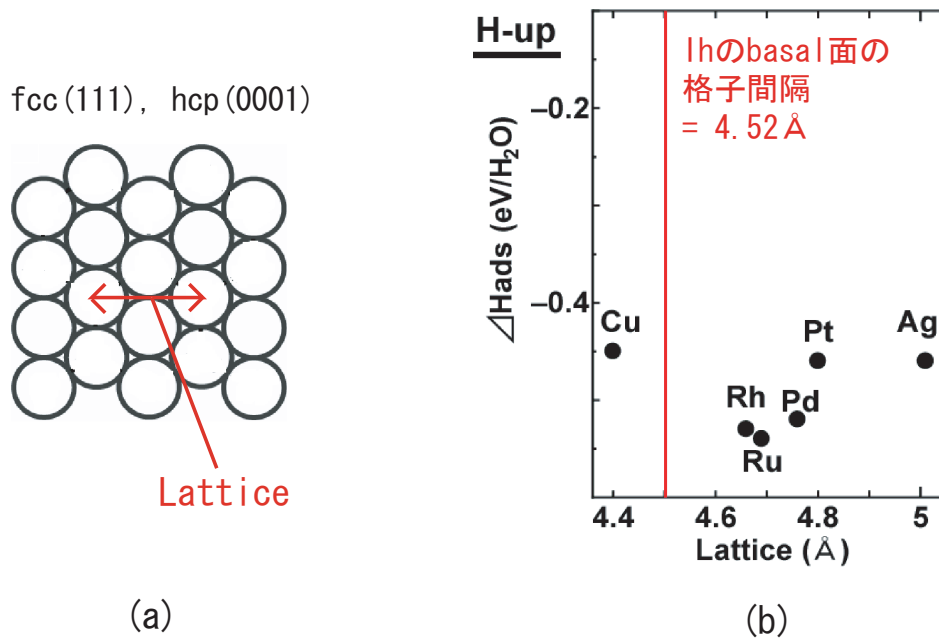 fcc(111), hcp(0001)
Lattice
(a)
H-up
Ihのbasal面の
格子間隔
= 4.52Å
−0.2
−0.4
⊿Hads (eV/H₂O)
Cu
Rh
Ru
Pd
Pt
Ag
4.4
4.6
4.8
5
Lattice (Å)
(b)